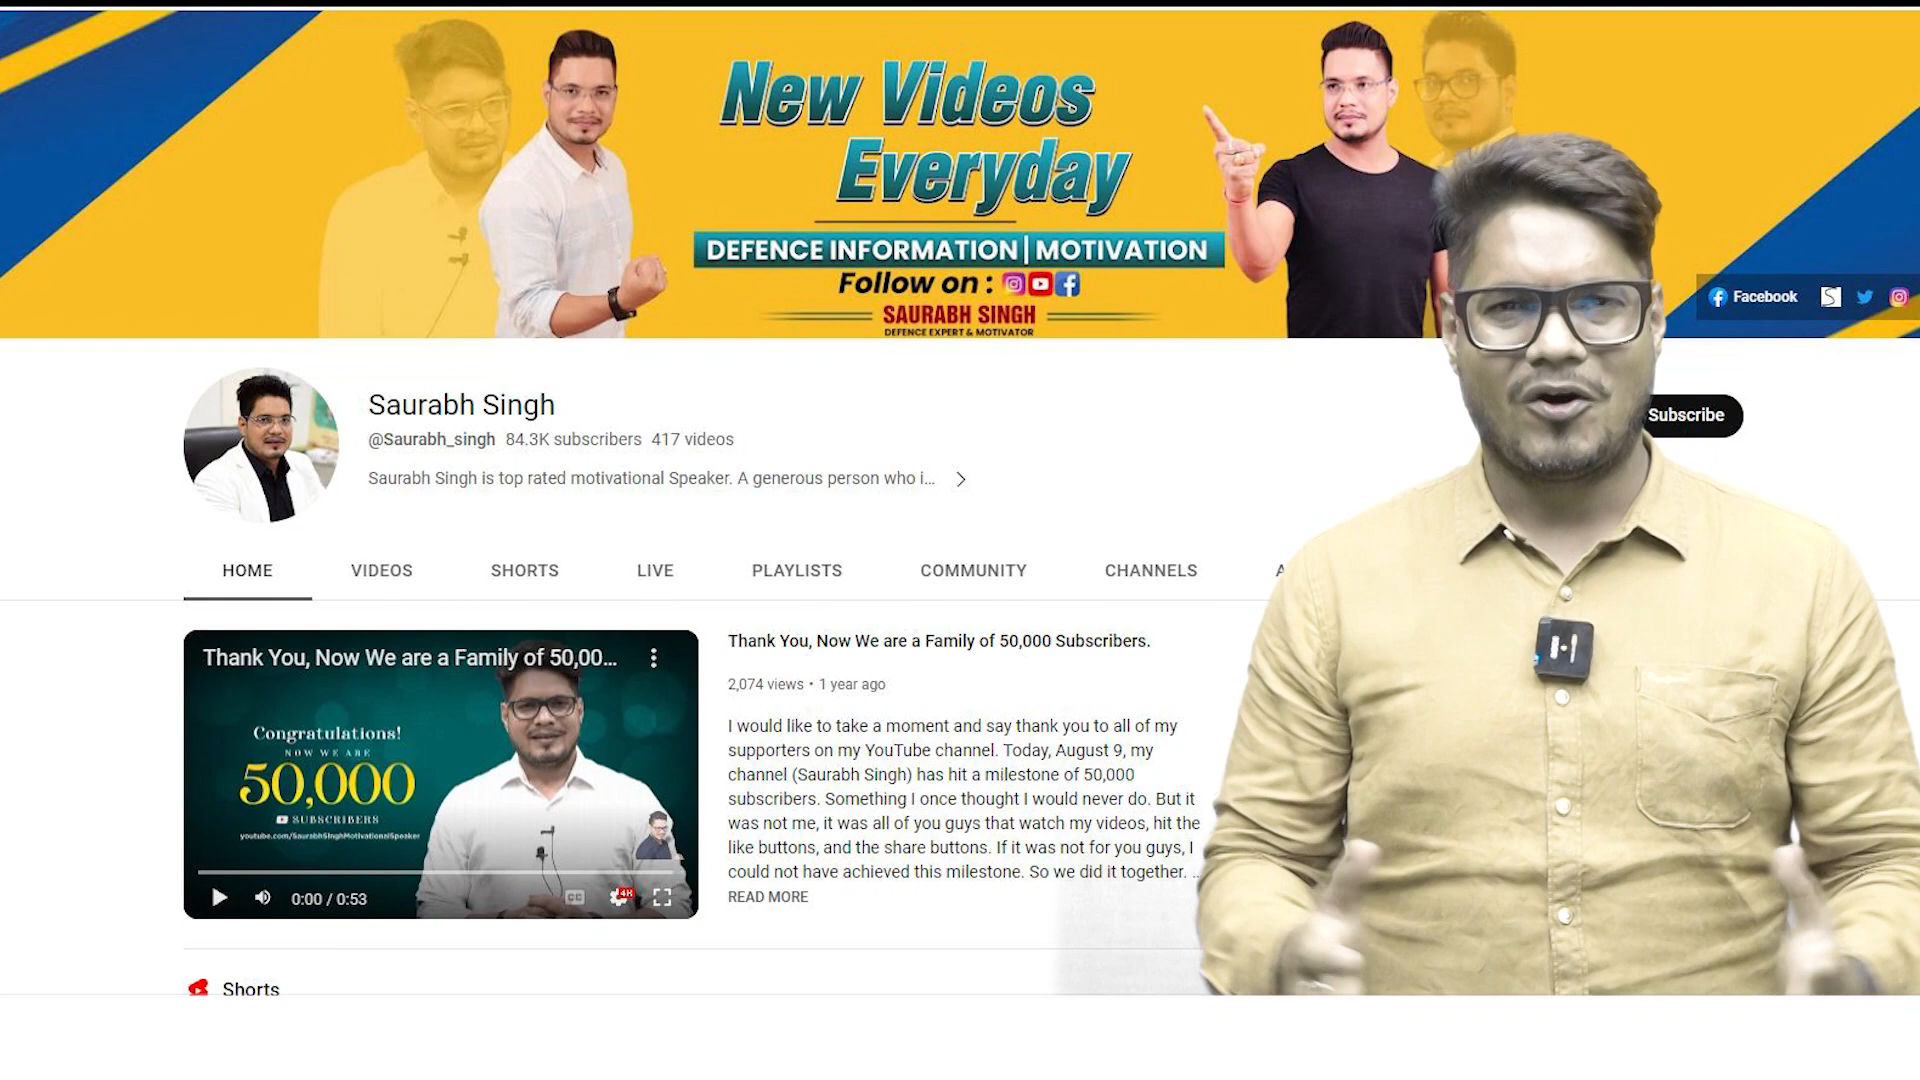 New Videos
Everyday
DEFENCE INFORMATION | MOTIVATION
Follow on :
SAURABH SINGH
DEFENCE EXPERT & MOTIVATOR
Facebook
Saurabh Singh
@Saurabh_singh 84.3K subscribers 417 videos
Subscribe
Saurabh Singh is top rated motivational Speaker. A generous person who i...
HOME VIDEOS SHORTS LIVE PLAYLISTS COMMUNITY CHANNELS
Thank You, Now We are a Family of 50,00...
Congratulations!
NOW WE ARE
50,000
SUBSCRIBERS
youtube.com/SaurabhSinghMotivationalSpeaker
0:00 / 0:53
CC
4K
Thank You, Now We are a Family of 50,000 Subscribers.
2,074 views • 1 year ago
I would like to take a moment and say thank you to all of my
supporters on my YouTube channel. Today, August 9, my
channel (Saurabh Singh) has hit a milestone of 50,000
subscribers. Something I once thought I would never do. But it
was not me, it was all of you guys that watch my videos, hit the
like buttons, and the share buttons. If it was not for you guys, I
could not have achieved this milestone. So we did it together. ...
READ MORE
Shorts